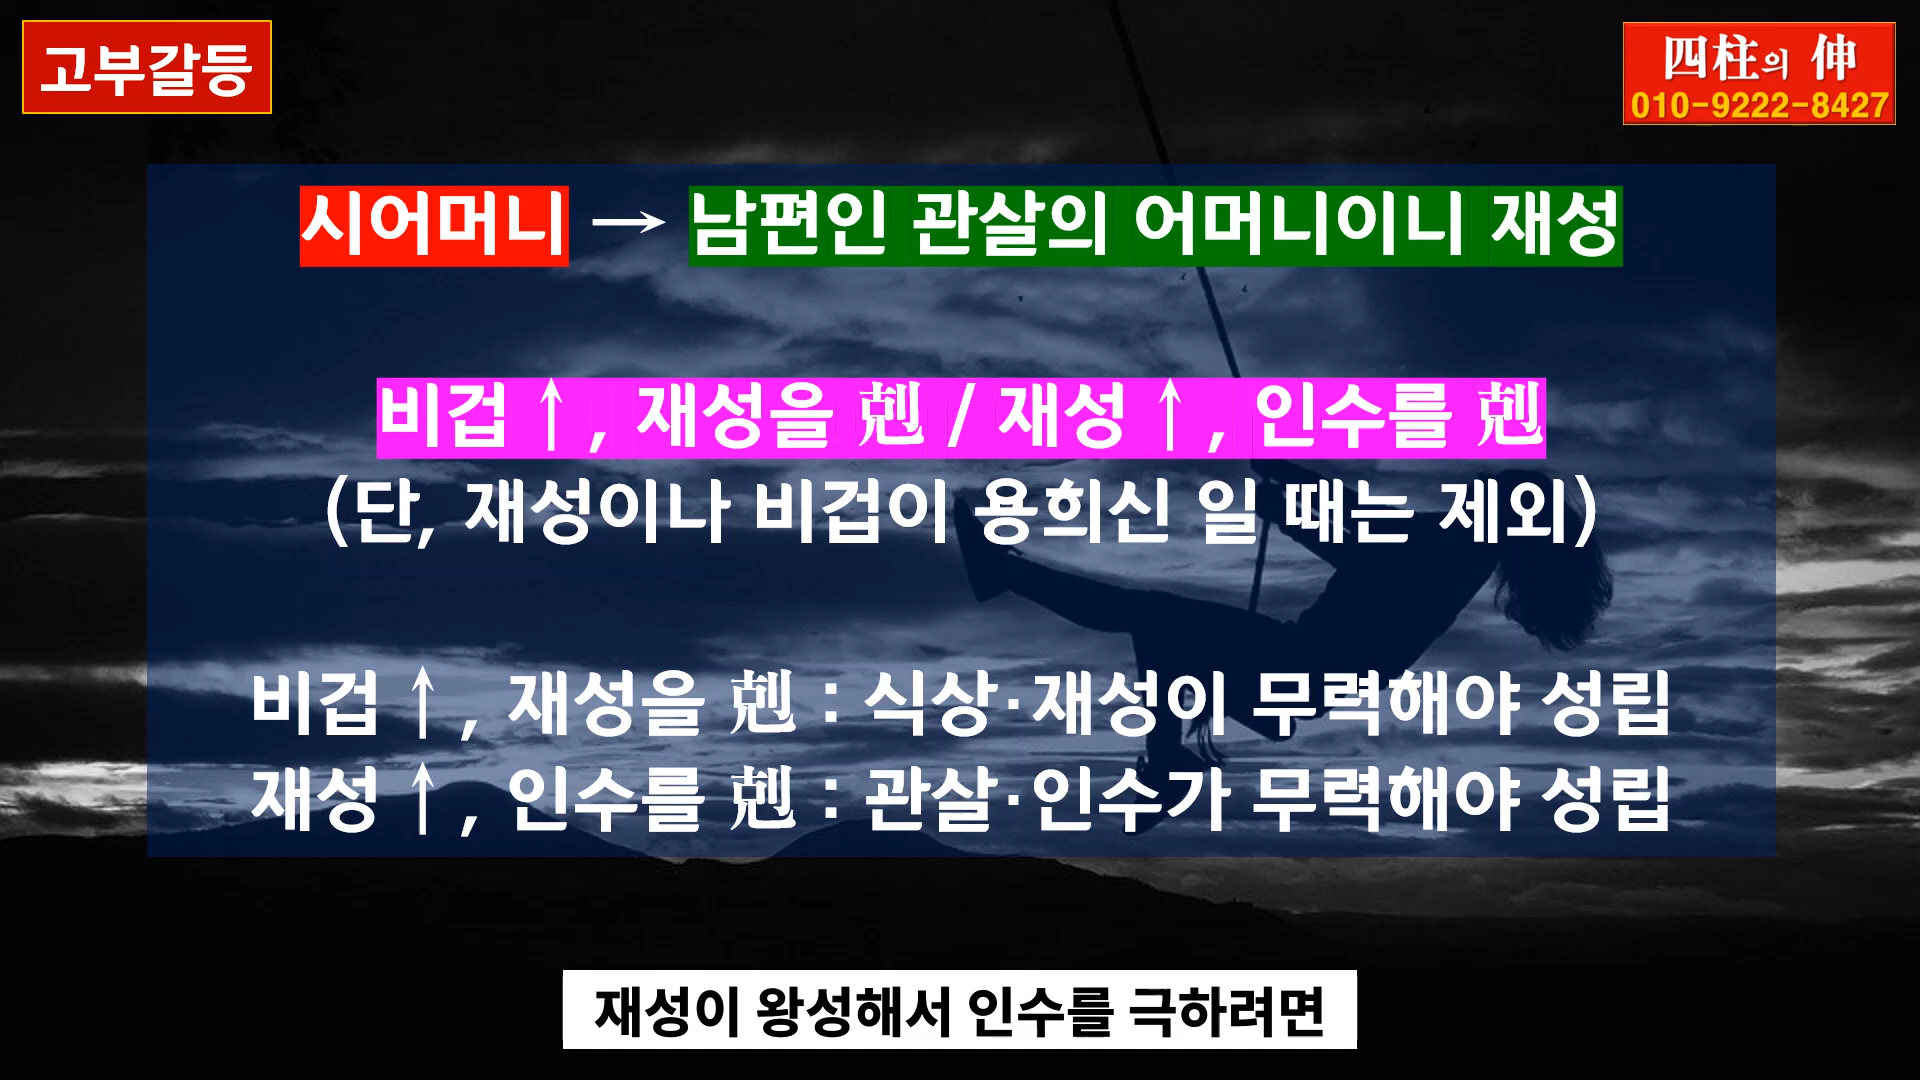 고부갈등
四柱의 伸
010-9222-8427
시어머니 → 남편인 관살의 어머니이니 재성
비겁↑, 재성을 剋 / 재성↑, 인수를 剋
(단, 재성이나 비겁이 용희신 일 때는 제외)
비겁↑, 재성을 剋 : 식상·재성이 무력해야 성립
재성↑, 인수를 剋 : 관살·인수가 무력해야 성립
재성이 왕성해서 인수를 극하려면